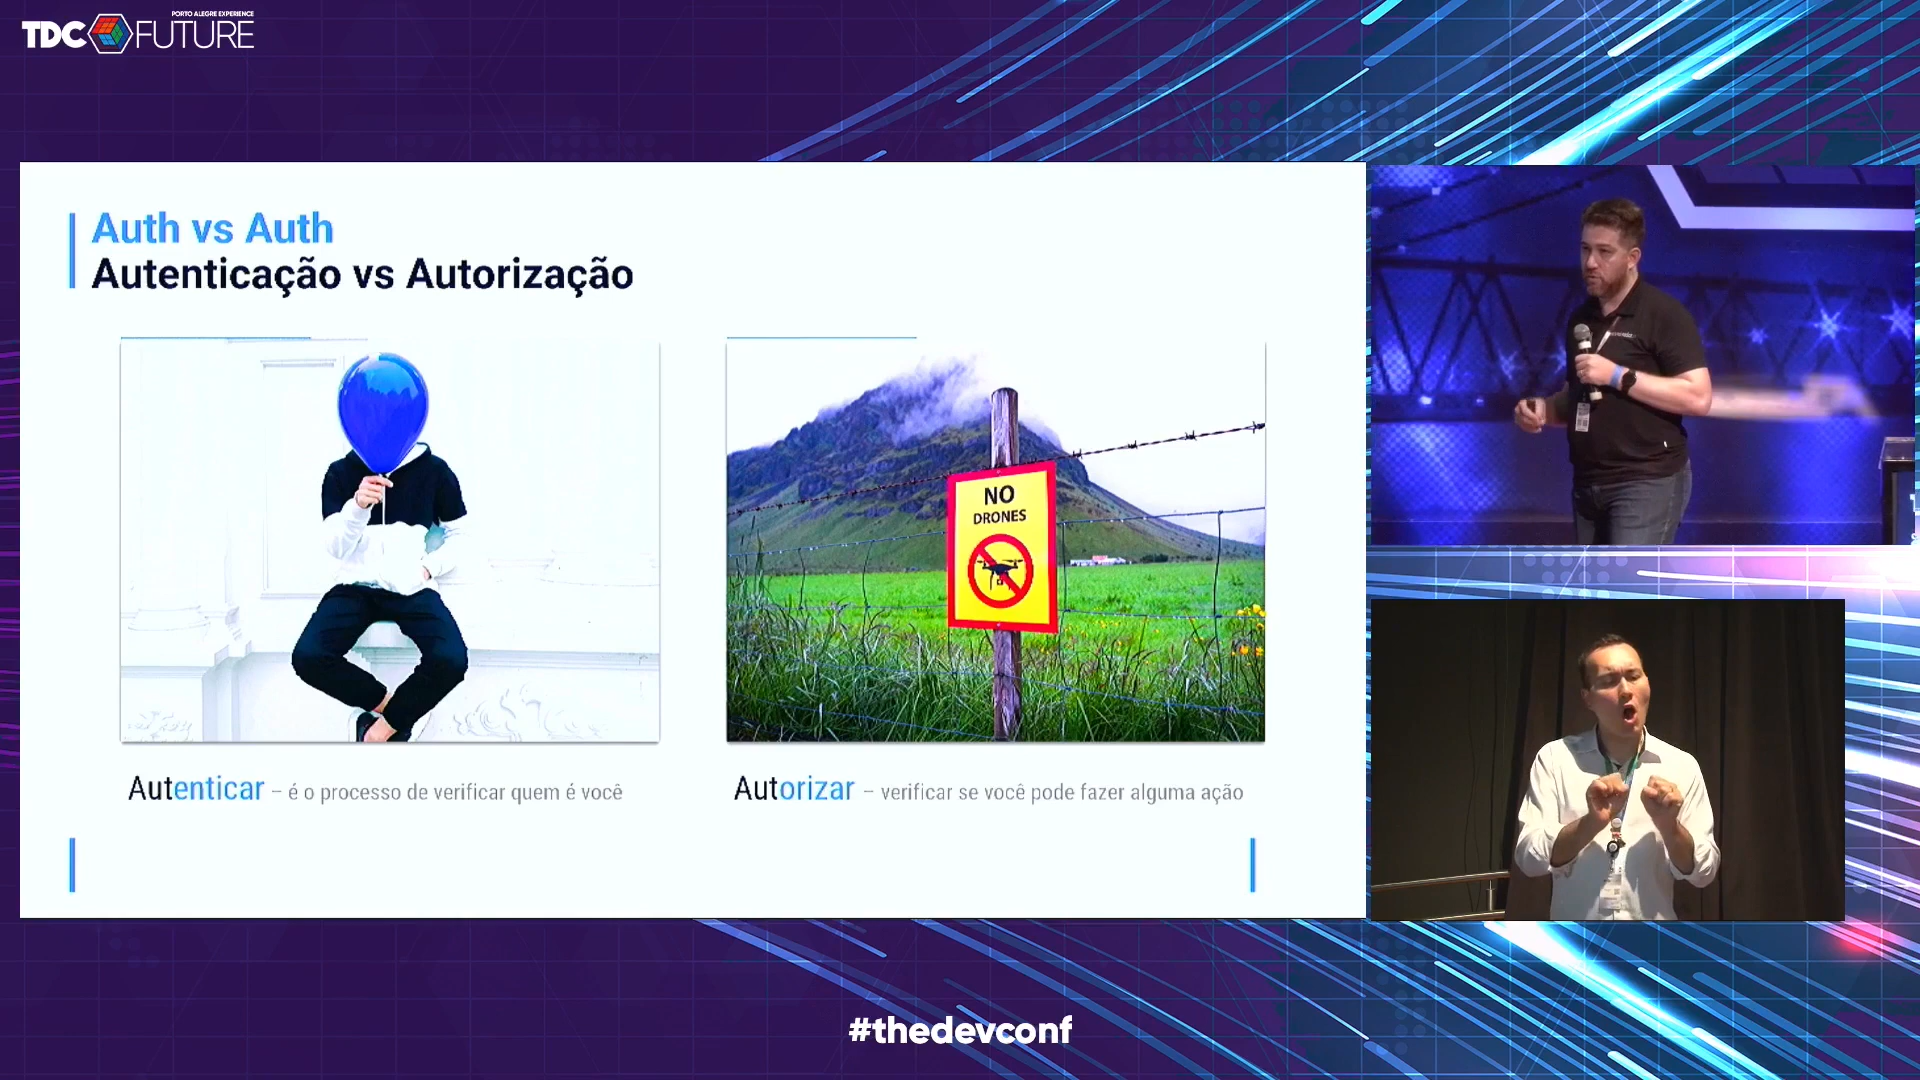 PORTO ALEGRE EXPERIENCE
TDC FUTURE
Auth vs Auth
Autenticação vs Autorização
NO
DRONES
Autenticar – é o processo de verificar quem é você
Autorizar – verificar se você pode fazer alguma ação
#thedevconf